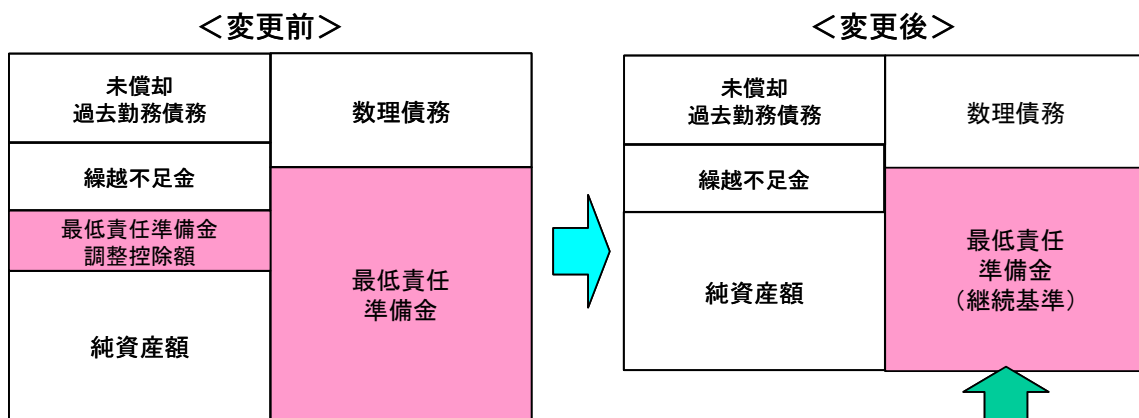 ＜変更前＞
未償却
過去勤務債務
繰越不足金
最低責任準備金
調整控除額
純資産額
数理債務
最低責任
準備金
＜変更後＞
未償却
過去勤務債務
繰越不足金
純資産額
数理債務
最低責任
準備金
（継続基準）